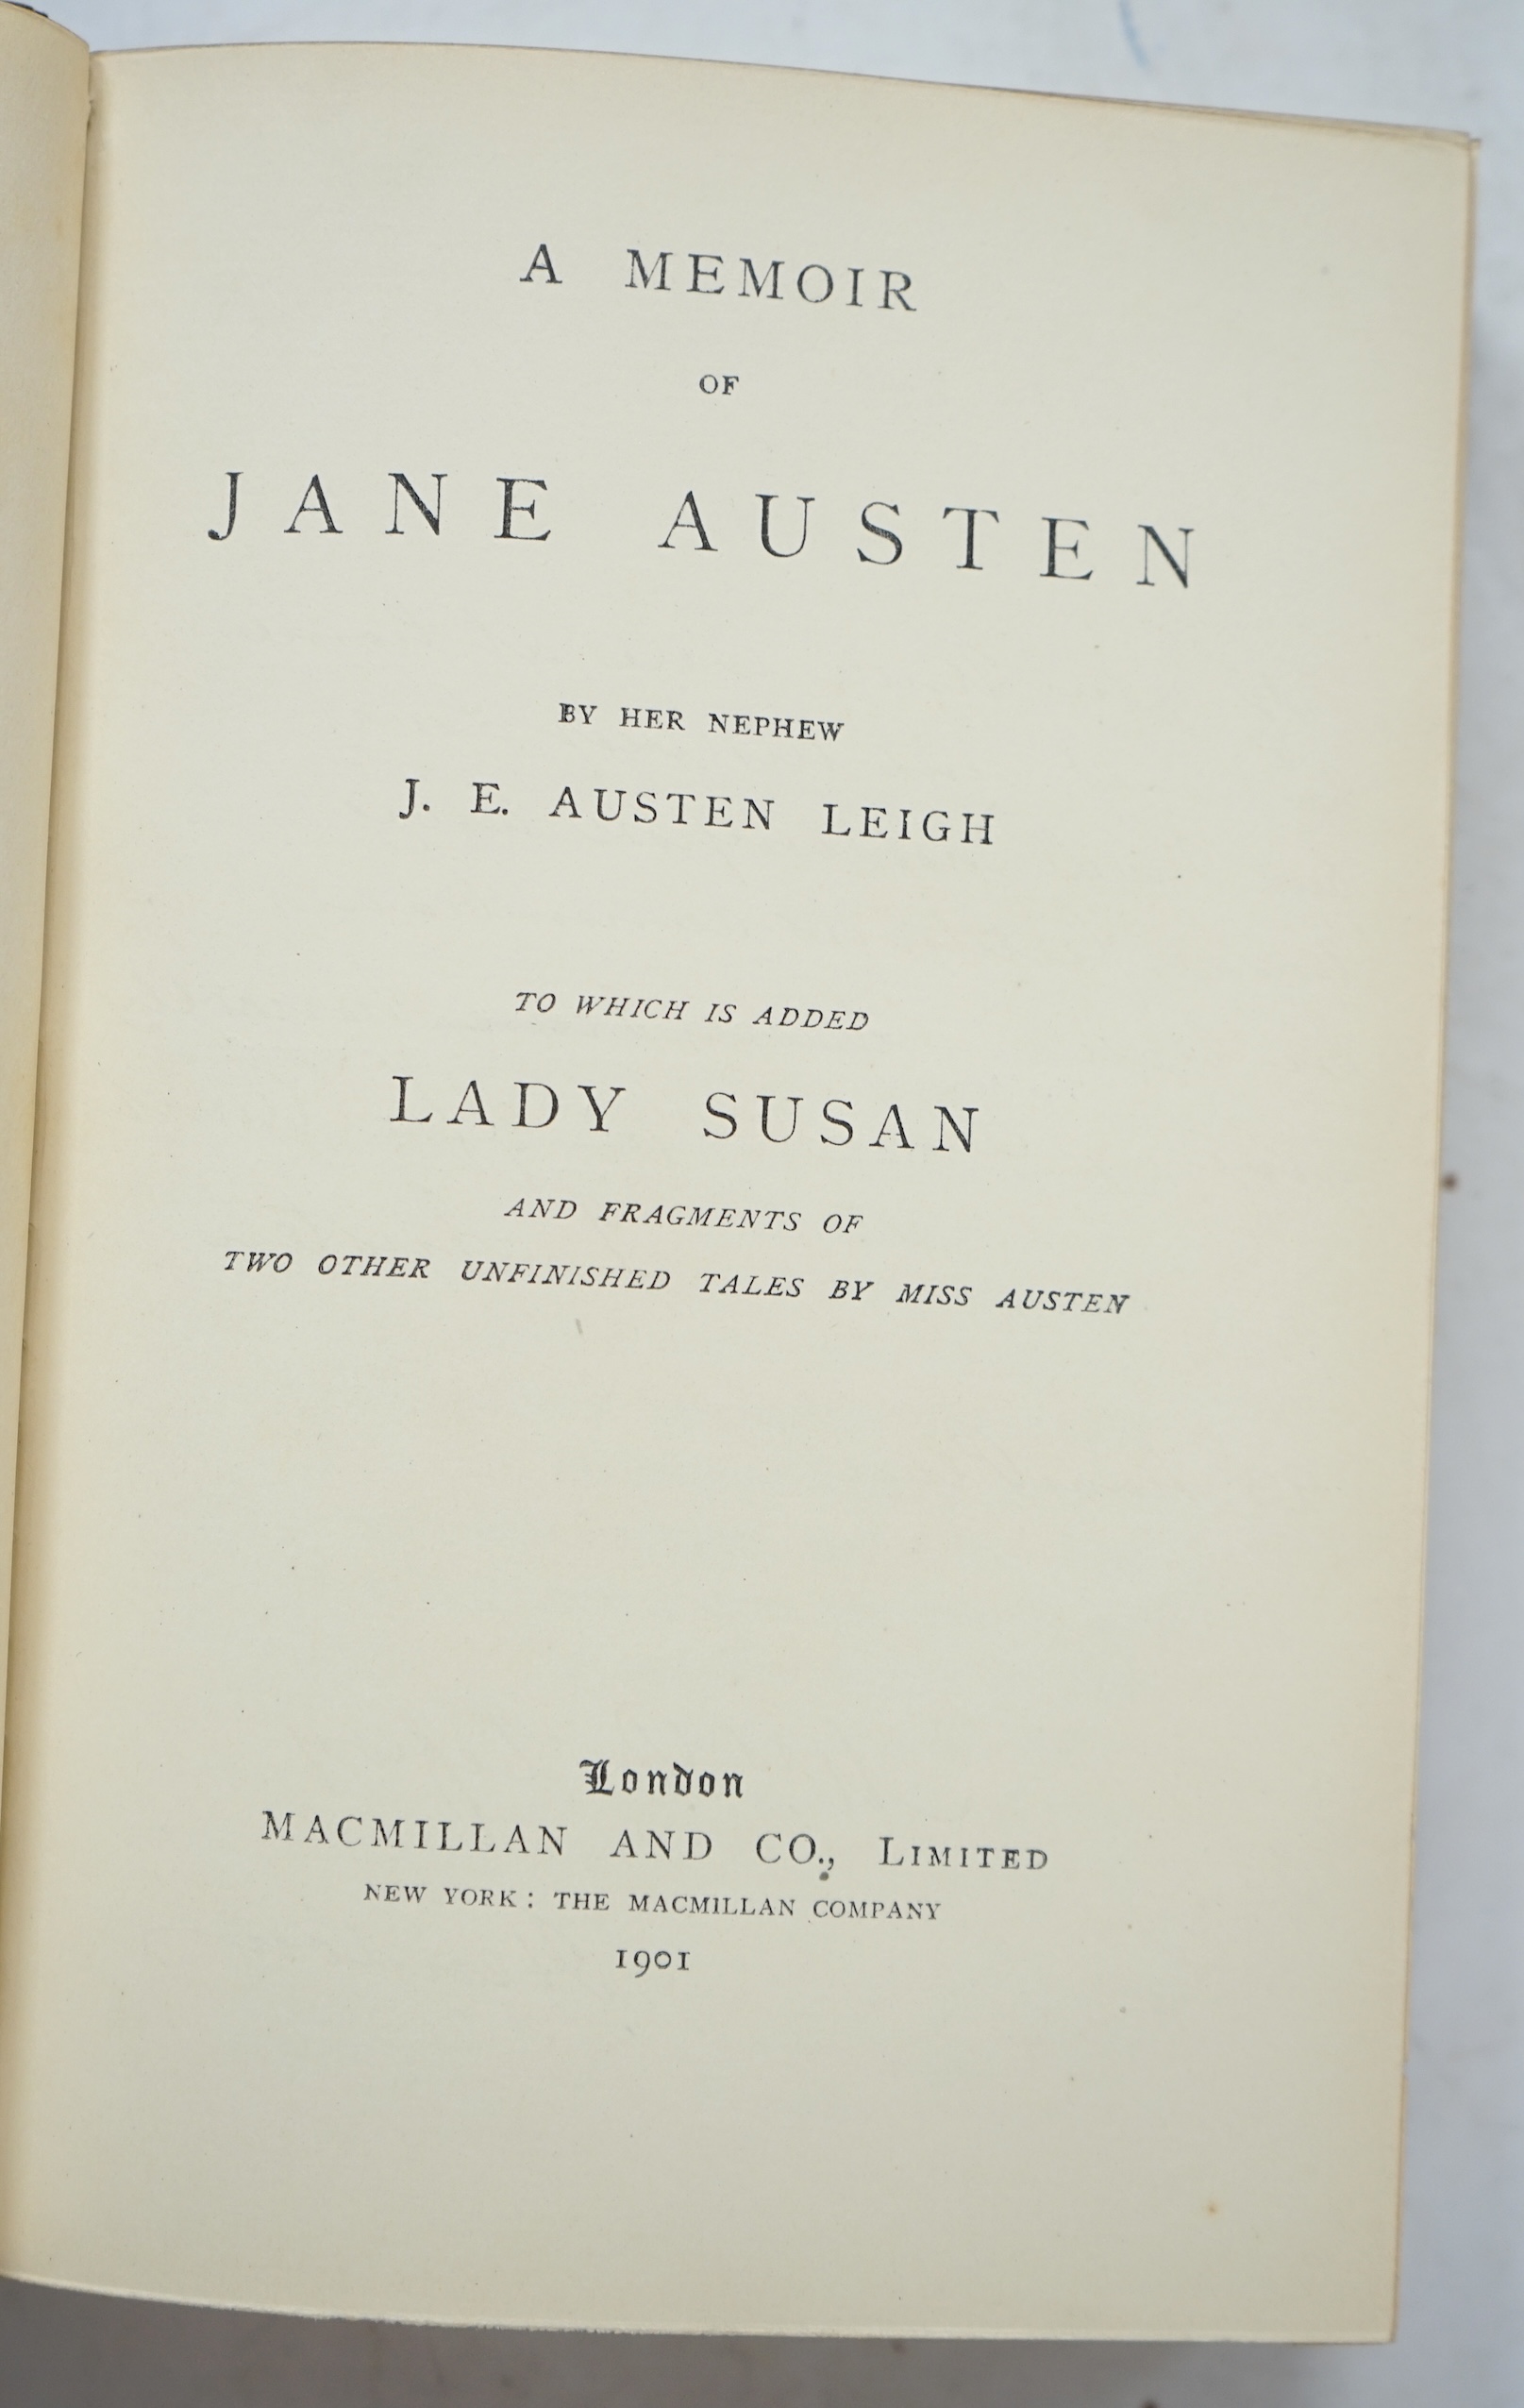 A MEMOIR
OF
JANE AUSTEN
BY HER NEPHEW
J. E. AUSTEN LEIGH
TO WHICH IS ADDED
LADY SUSAN
AND FRAGMENTS OF
TWO OTHER UNFINISHED TALES BY MISS AUSTEN
London
MACMILLAN AND CO., LIMITED
NEW YORK: THE MACMILLAN COMPANY
1901